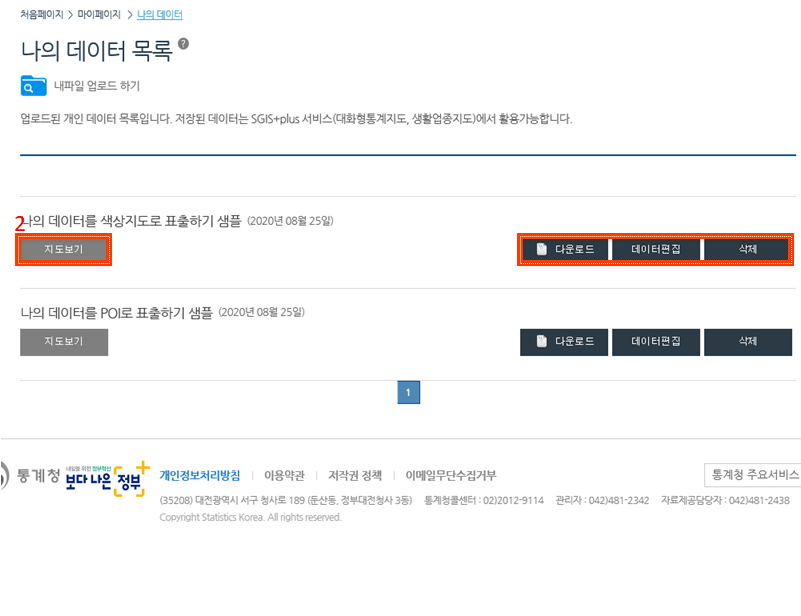 처음페이지 > 마이페이지 > 나의 데이터
나의 데이터 목록 ?
내파일 업로드 하기
업로드된 개인 데이터 목록입니다. 저장된 데이터는 SGIS+plus 서비스(대화형통계지도, 생활업종지도)에서 활용가능합니다.
2
나의 데이터를 색상지도로 표출하기 샘플 (2020년 08월 25일)
지도보기 다운로드 데이터편집 삭제
나의 데이터를 POI로 표출하기 샘플 (2020년 08월 25일)
지도보기 다운로드 데이터편집 삭제
1
통계청 내일을 위한 정부혁신 보다 나은 정부
개인정보처리방침 | 이용약관 | 저작권 정책 | 이메일무단수집거부
통계청 주요서비스
(35208) 대전광역시 서구 청사로 189 (둔산동, 정부대전청사 3동) 통계청콜센터 : 02)2012-9114 관리자 : 042)481-2342 자료제공담당자 : 042)481-2438
Copyright Statistics Korea. All rights reserved.